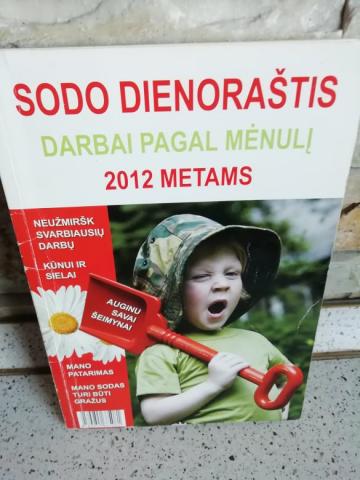 SODO DIENORAŠTIS
DARBAI PAGAL MĖNULĮ
2012 METAMS
NEUŽMIRŠK
SVARBIAUSIŲ
DARBŲ
KŪNUI IR
SIELAI
AUGINU
SAVAI
ŠEIMYNAI
MANO
PATARIMAS
MANO SODAS
TURI BŪTI
GRAŽUS